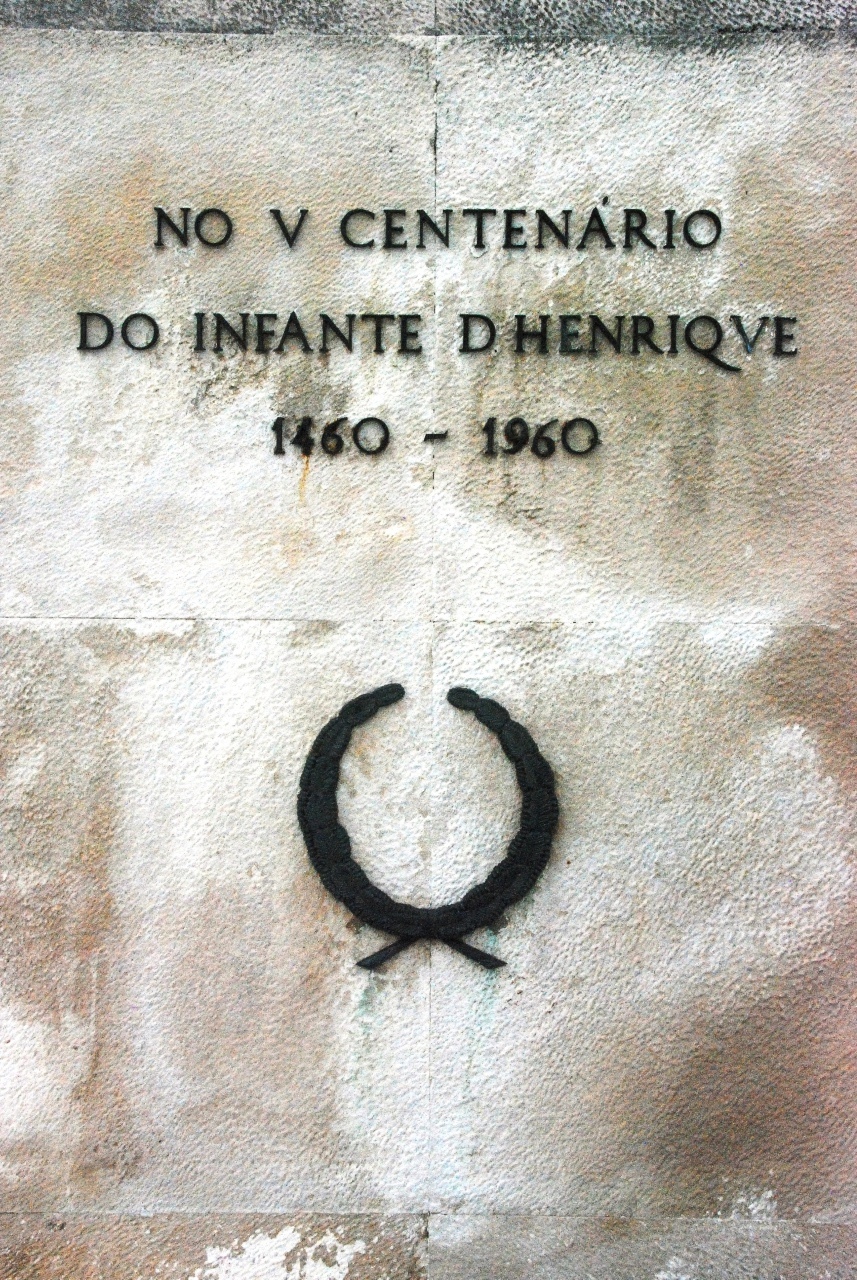 NO V CENTENÁRIO
DO INFANTE D HENRIQVE
1460 - 1960